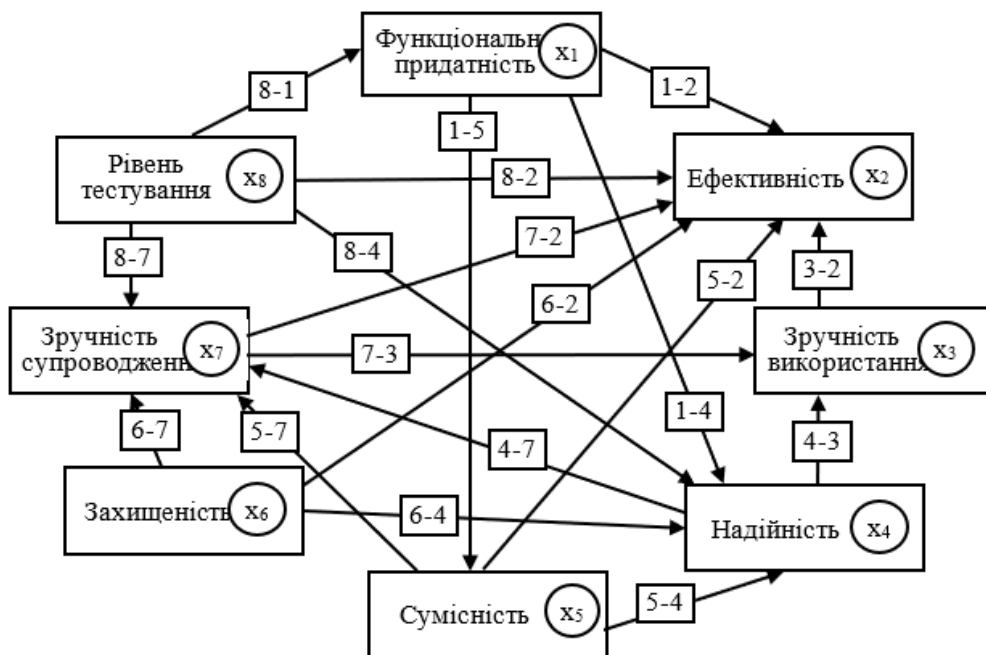 Функціональн
придатність
x₁
8-1
1-2
1-5
Рівень
тестування
x₈
8-2
Ефективність
x₂
8-7
8-4
7-2
5-2
3-2
6-2
Зручність
супроводженн
x₇
7-3
Зручність
використання
x₃
6-7
5-7
4-7
1-4
4-3
Захищеність
x₆
6-4
Надійність
x₄
Сумісність
x₅
5-4